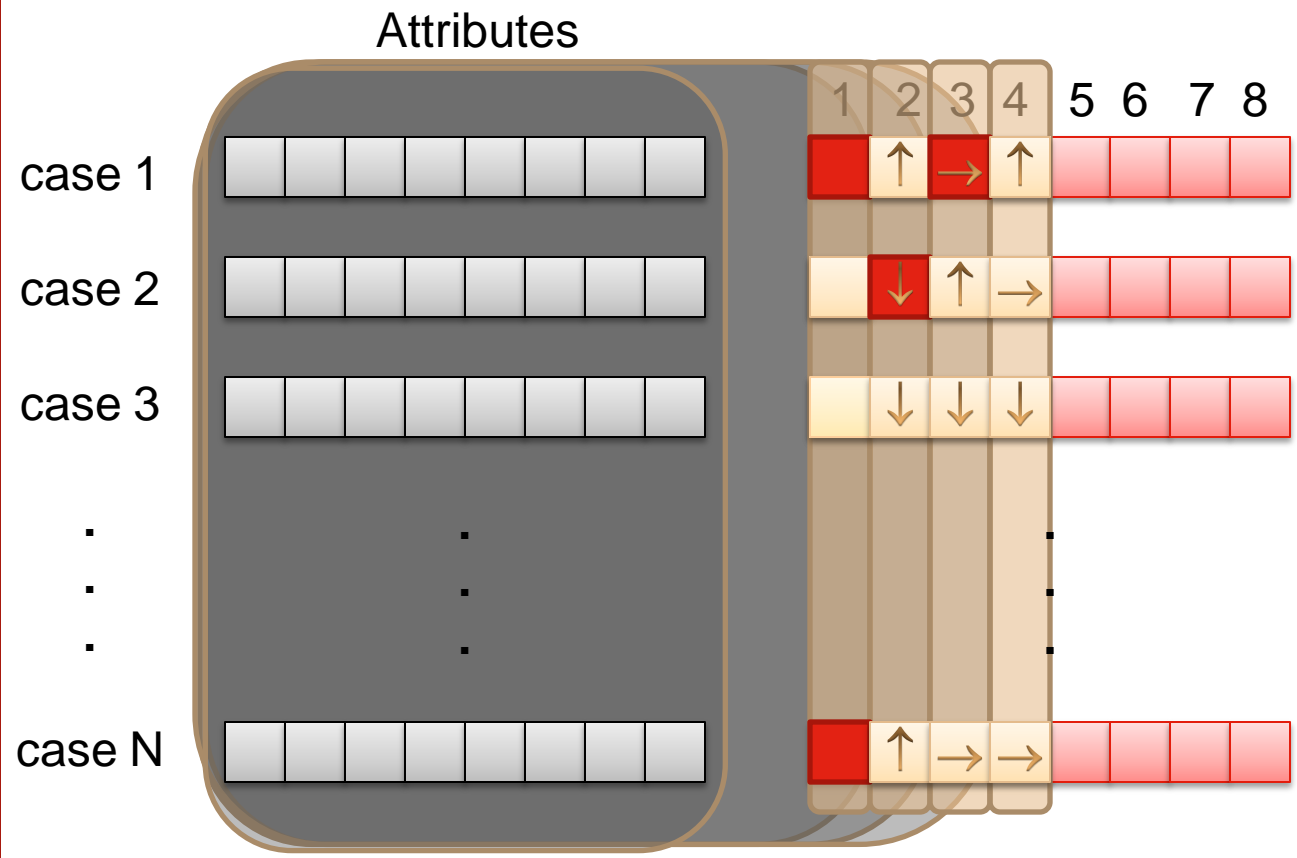 Attributes
1 2 3 4 5 6 7 8
case 1
↑ → ↑
case 2
↓ ↑ →
case 3
↓ ↓ ↓
. . .
. . .
. . .
case N
↑ → →